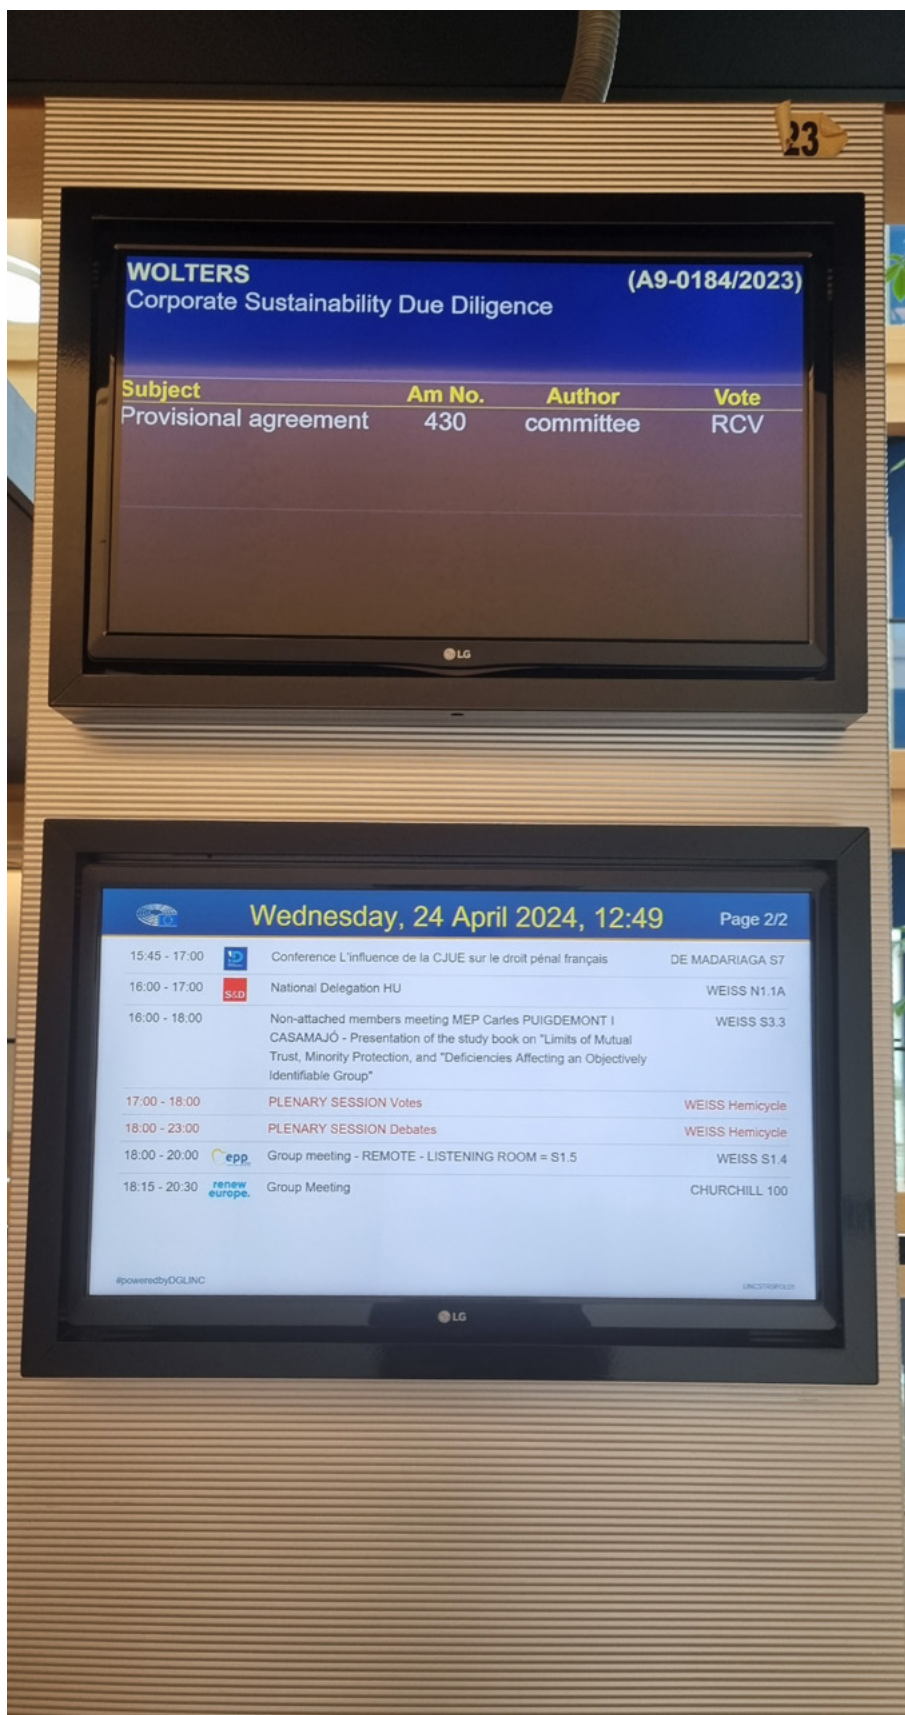 23
WOLTERS (A9-0184/2023)
Corporate Sustainability Due Diligence
Subject Am No. Author Vote
Provisional agreement 430 committee RCV
LG
Wednesday, 24 April 2024, 12:49 Page 2/2
15:45 - 17:00 ID Conference L'influence de la CJUE sur le droit pénal français DE MADARIAGA S7
16:00 - 17:00 S&D National Delegation HU WEISS N1.1A
16:00 - 18:00 Non-attached members meeting MEP Carles PUIGDEMONT I WEISS S3.3
CASAMAJÓ - Presentation of the study book on "Limits of Mutual
Trust, Minority Protection, and "Deficiencies Affecting an Objectively
Identifiable Group"
17:00 - 18:00 PLENARY SESSION Votes WEISS Hemicycle
18:00 - 23:00 PLENARY SESSION Debates WEISS Hemicycle
18:00 - 20:00 epp Group meeting - REMOTE - LISTENING ROOM = S1.5 WEISS S1.4
18:15 - 20:30 renew europe. Group Meeting CHURCHILL 100
#poweredbyDGLINC
LG